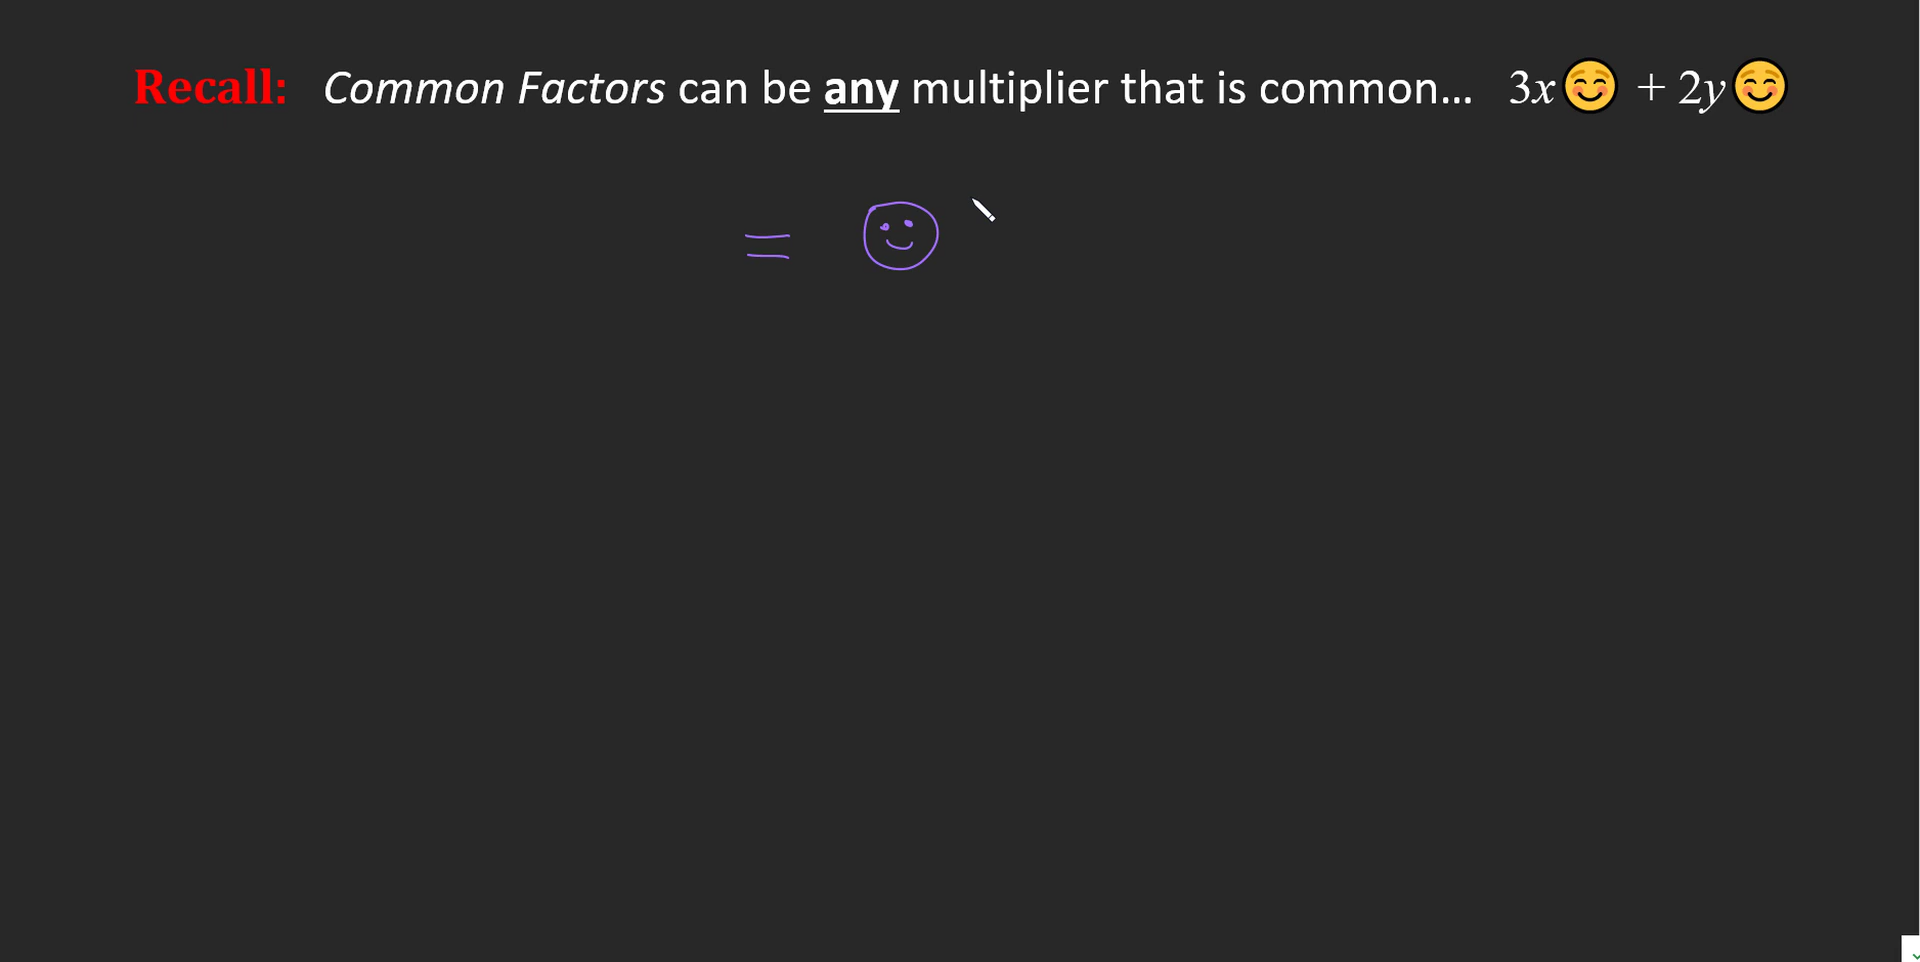 Recall: Common Factors can be any multiplier that is common... 3x😊 + 2y😊
= ☺